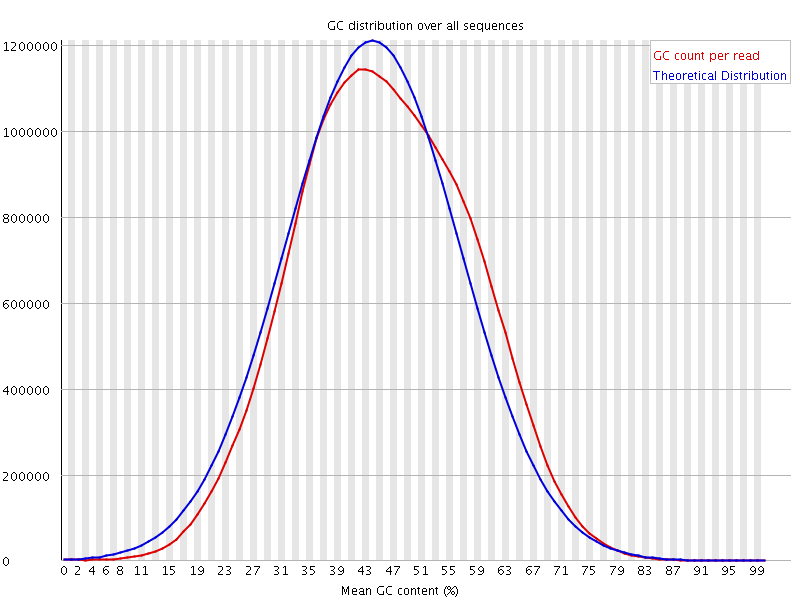 GC distribution over all sequences
GC count per read
Theoretical Distribution
1200000
1000000
800000
600000
400000
200000
0
0 2 4 6 8 11 15 19 23 27 31 35 39 43 47 51 55 59 63 67 71 75 79 83 87 91 95 99
Mean GC content (%)